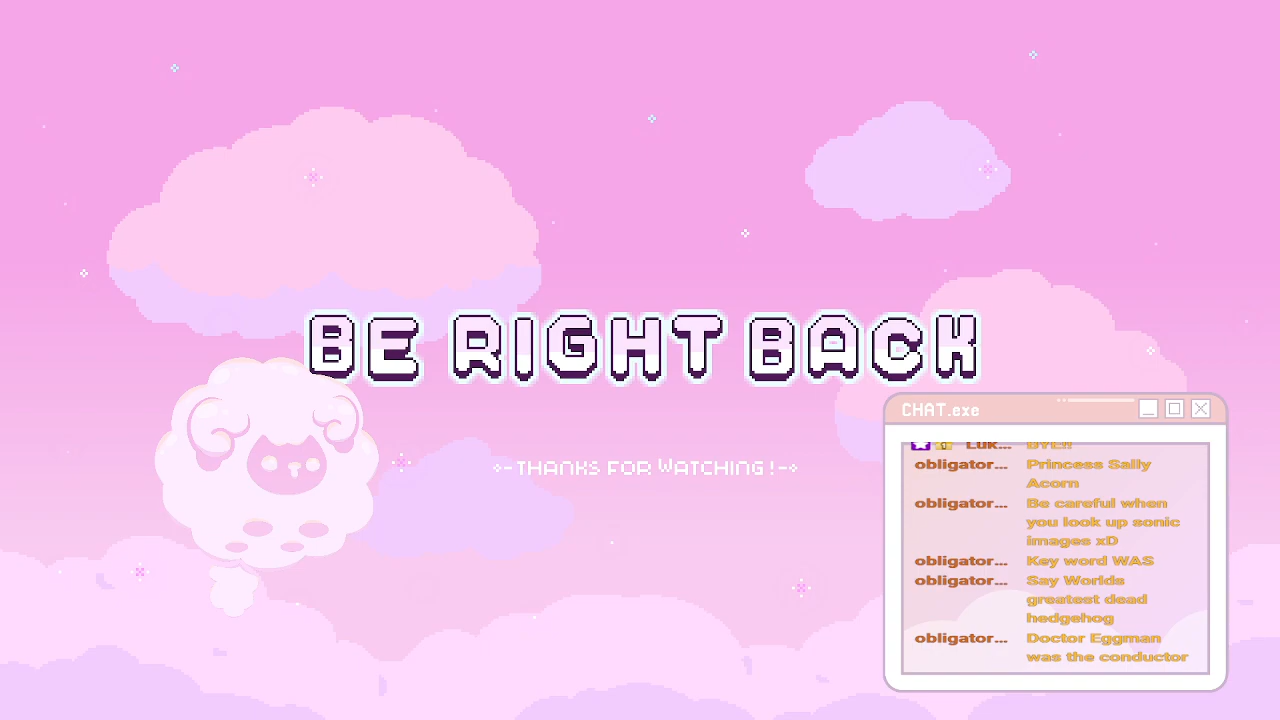 BE RIGHT BACK
THANKS FOR WATCHING!
CHAT.exe
Luk... BYE!!
obligator... Princess Sally
Acorn
obligator... Be careful when
you look up sonic
images xD
obligator... Key word WAS
obligator... Say Worlds
greatest dead
hedgehog
obligator... Doctor Eggman
was the conductor